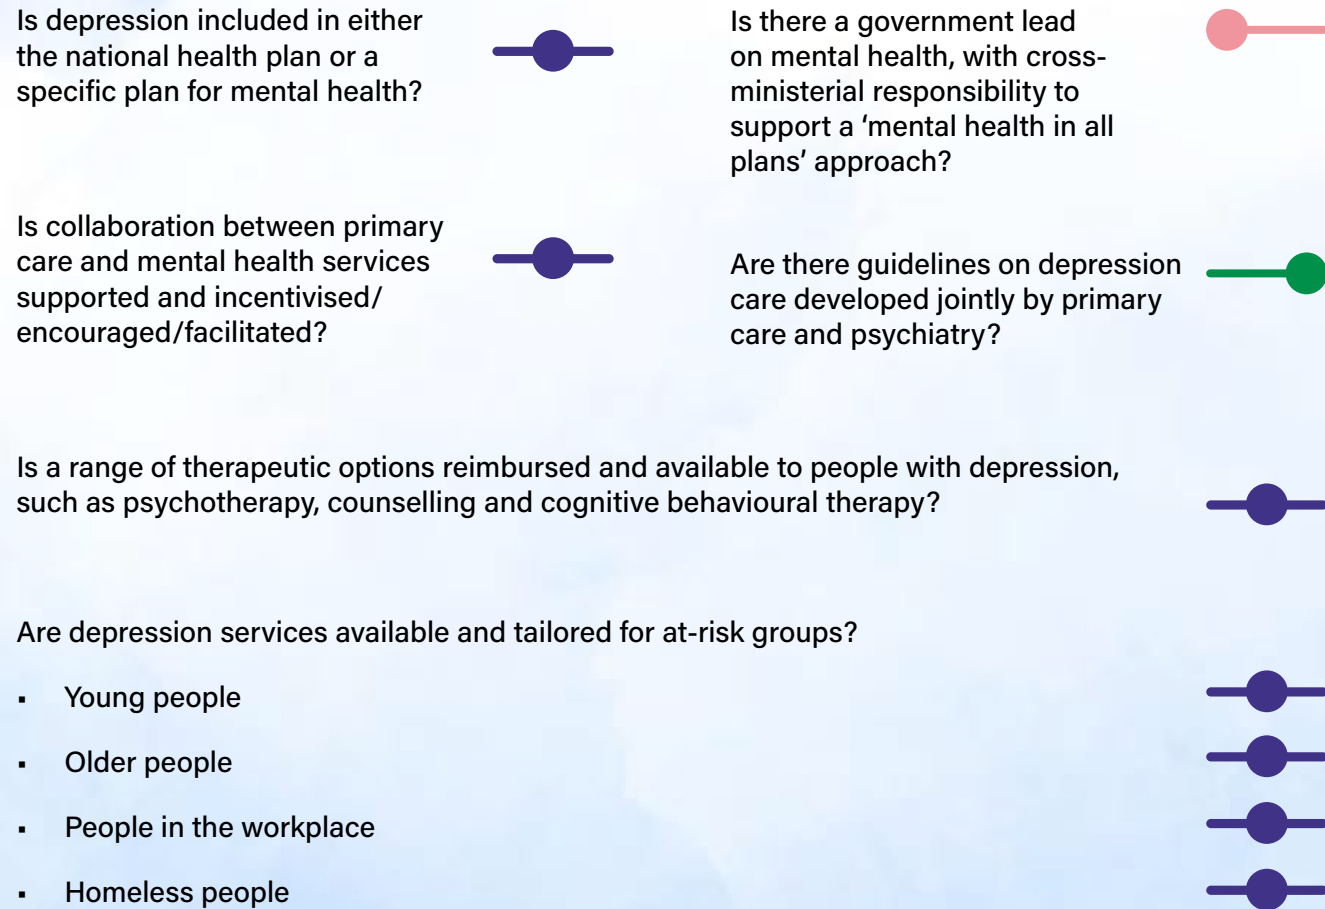 Is depression included in either
the national health plan or a
specific plan for mental health?
Is there a government lead
on mental health, with cross-
ministerial responsibility to
support a ‘mental health in all
plans’ approach?
Is collaboration between primary
care and mental health services
supported and incentivised/
encouraged/facilitated?
Are there guidelines on depression
care developed jointly by primary
care and psychiatry?
Is a range of therapeutic options reimbursed and available to people with depression,
such as psychotherapy, counselling and cognitive behavioural therapy?
Are depression services available and tailored for at-risk groups?
▪ Young people
▪ Older people
▪ People in the workplace
▪ Homeless people